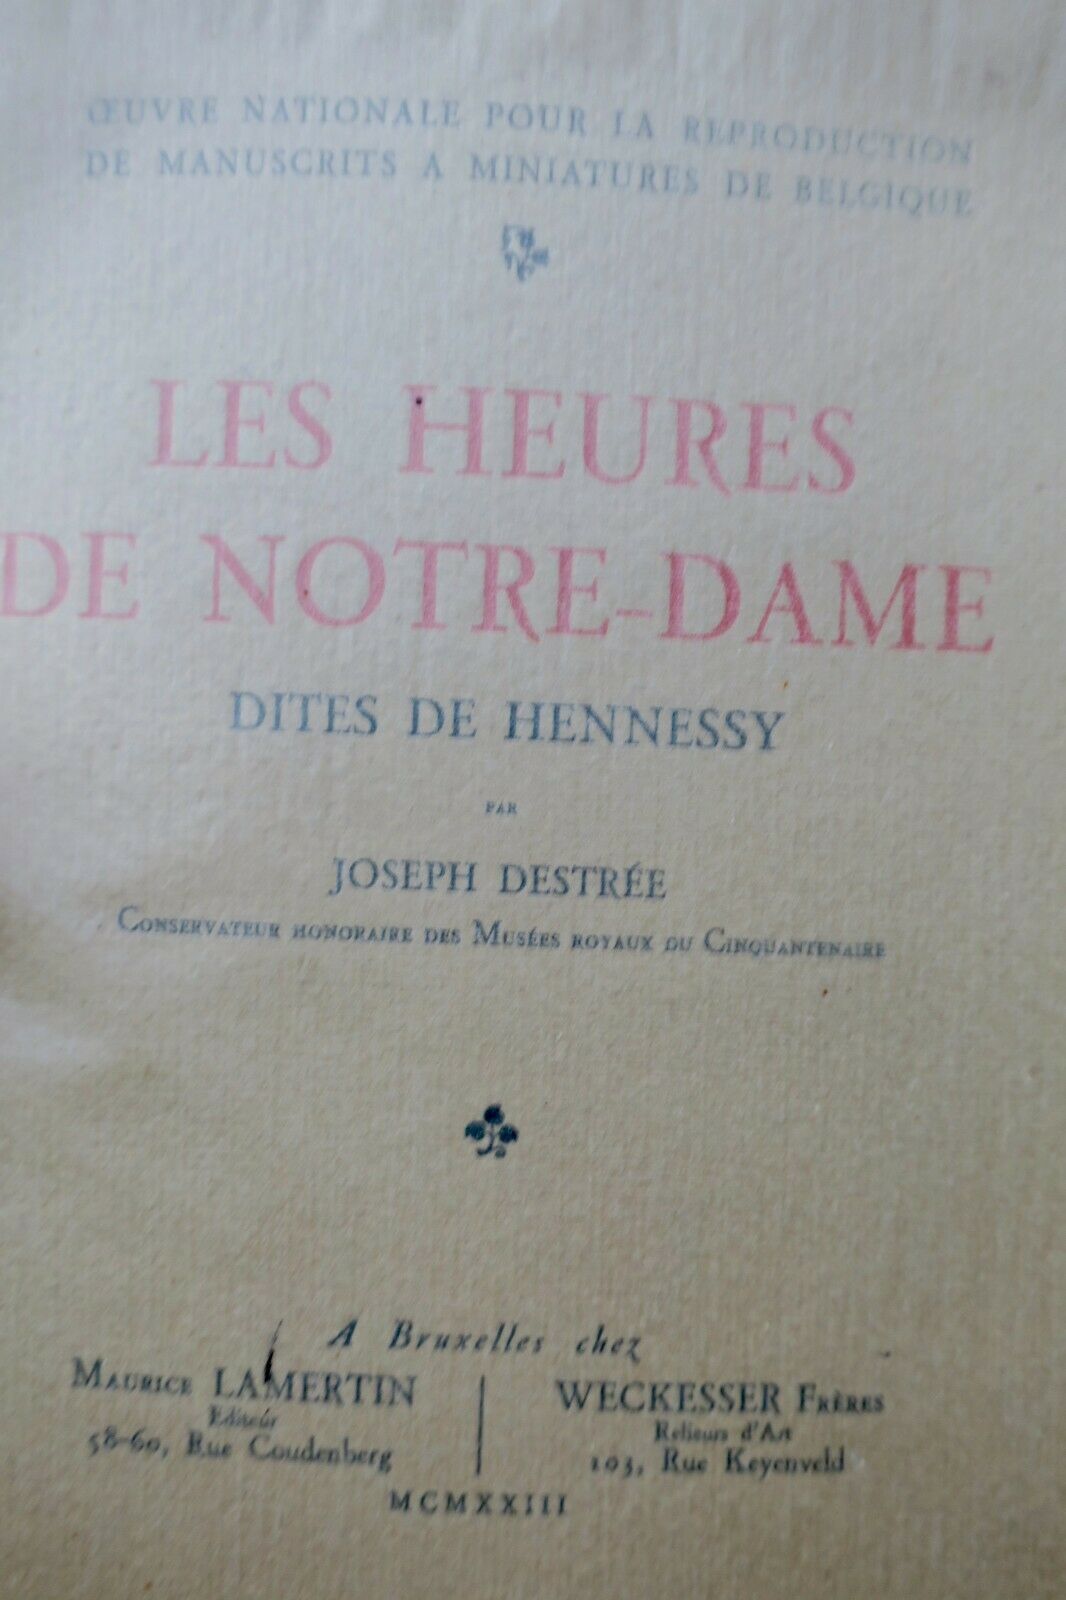 ŒUVRE NATIONALE POUR LA REPRODUCTION
DE MANUSCRITS A MINIATURES DE BELGIQUE
LES HEURES
DE NOTRE-DAME
DITES DE HENNESSY
PAR
JOSEPH DESTRÉE
CONSERVATEUR HONORAIRE DES MUSÉES ROYAUX DU CINQUANTENAIRE
A Bruxelles chez
MAURICE LAMERTIN
Editeur
58-60, Rue Coudenberg
WECKESSER FRÈRES
Relieurs d'Art
103, Rue Keyenveld
MCMXXIII